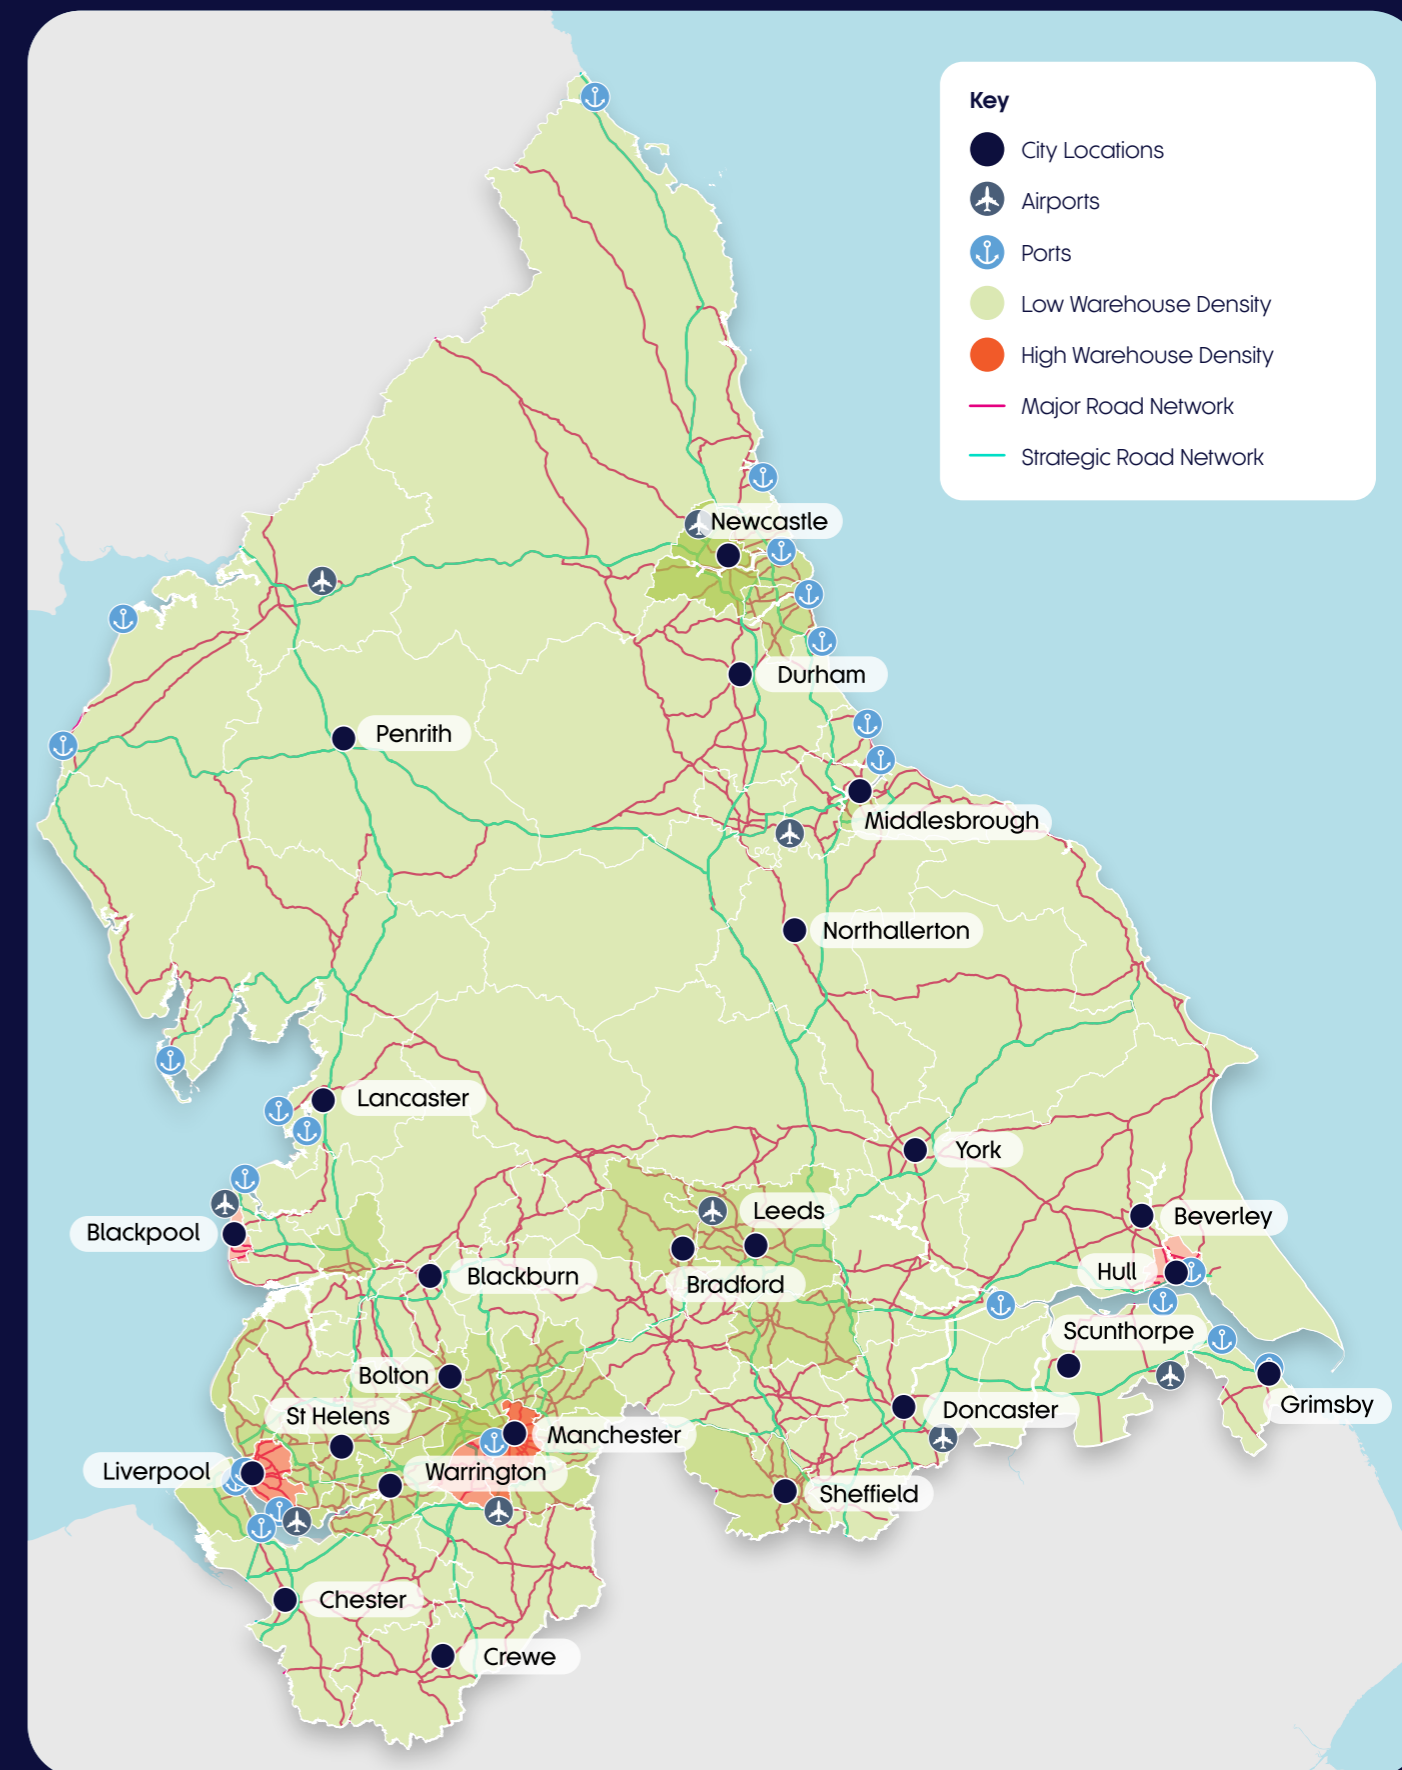 Key
City Locations
Airports
Ports
Low Warehouse Density
High Warehouse Density
Major Road Network
Strategic Road Network
Newcastle
Durham
Penrith
Middlesbrough
Northallerton
Lancaster
York
Leeds
Beverley
Blackpool
Hull
Blackburn
Bradford
Scunthorpe
Bolton
Grimsby
Doncaster
St Helens
Manchester
Liverpool
Warrington
Sheffield
Chester
Crewe